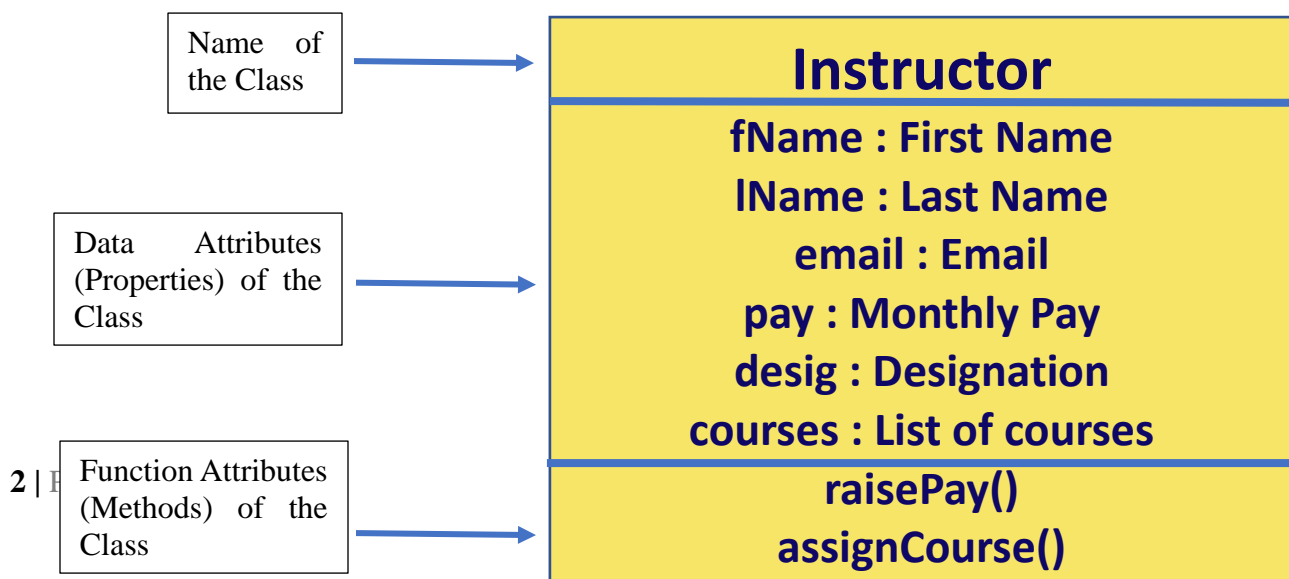 Name of
the Class
Instructor
fName : First Name
lName : Last Name
email : Email
pay : Monthly Pay
desig : Designation
courses : List of courses
Data Attributes
(Properties) of the
Class
2 |
Function Attributes
(Methods) of the
Class
raisePay()
assignCourse()